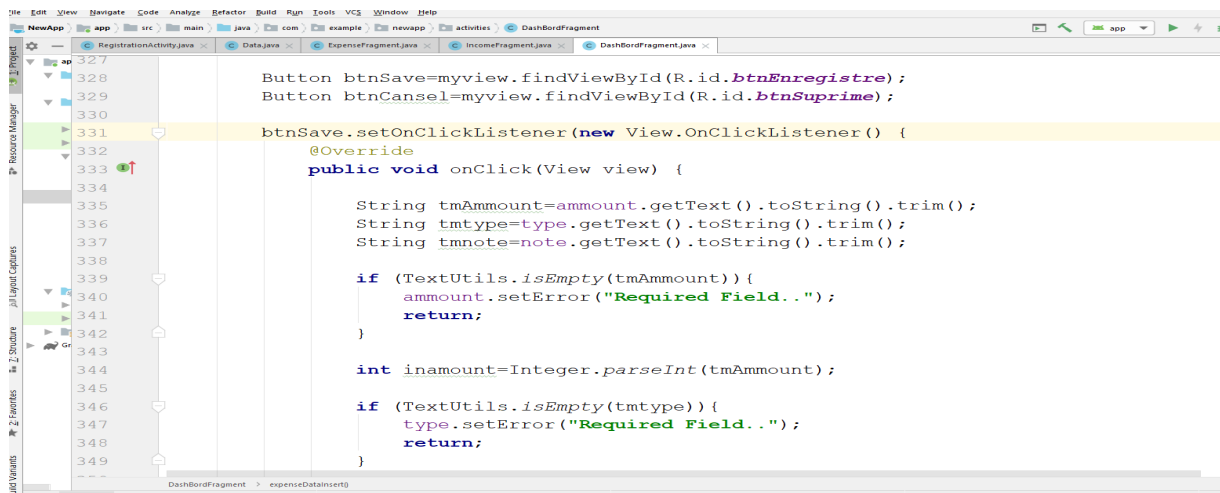 File Edit View Navigate Code Analyze Refactor Build Run Tools VCS Window Help
NewApp app src main java com example newapp activities DashBordFragment
app
RegistrationActivity.java Data.java ExpenseFragment.java IncomeFragment.java DashBordFragment.java
1: Project
Resource Manager
Layout Captures
7: Structure
2: Favorites
ap
Gr
327
328 Button btnSave=myview.findViewById(R.id.btnEnregistre);
329 Button btnCansel=myview.findViewById(R.id.btnSuprime);
330
331 btnSave.setOnClickListener(new View.OnClickListener() {
332 @Override
333 public void onClick(View view) {
334
335 String tmAmmount=ammount.getText().toString().trim();
336 String tmtype=type.getText().toString().trim();
337 String tmnote=note.getText().toString().trim();
338
339 if (TextUtils.isEmpty(tmAmmount)){
340 ammount.setError("Required Field..");
341 return;
342 }
343
344 int inamount=Integer.parseInt(tmAmmount);
345
346 if (TextUtils.isEmpty(tmtype)){
347 type.setError("Required Field..");
348 return;
349 }
DashBordFragment > expenseDataInsert()